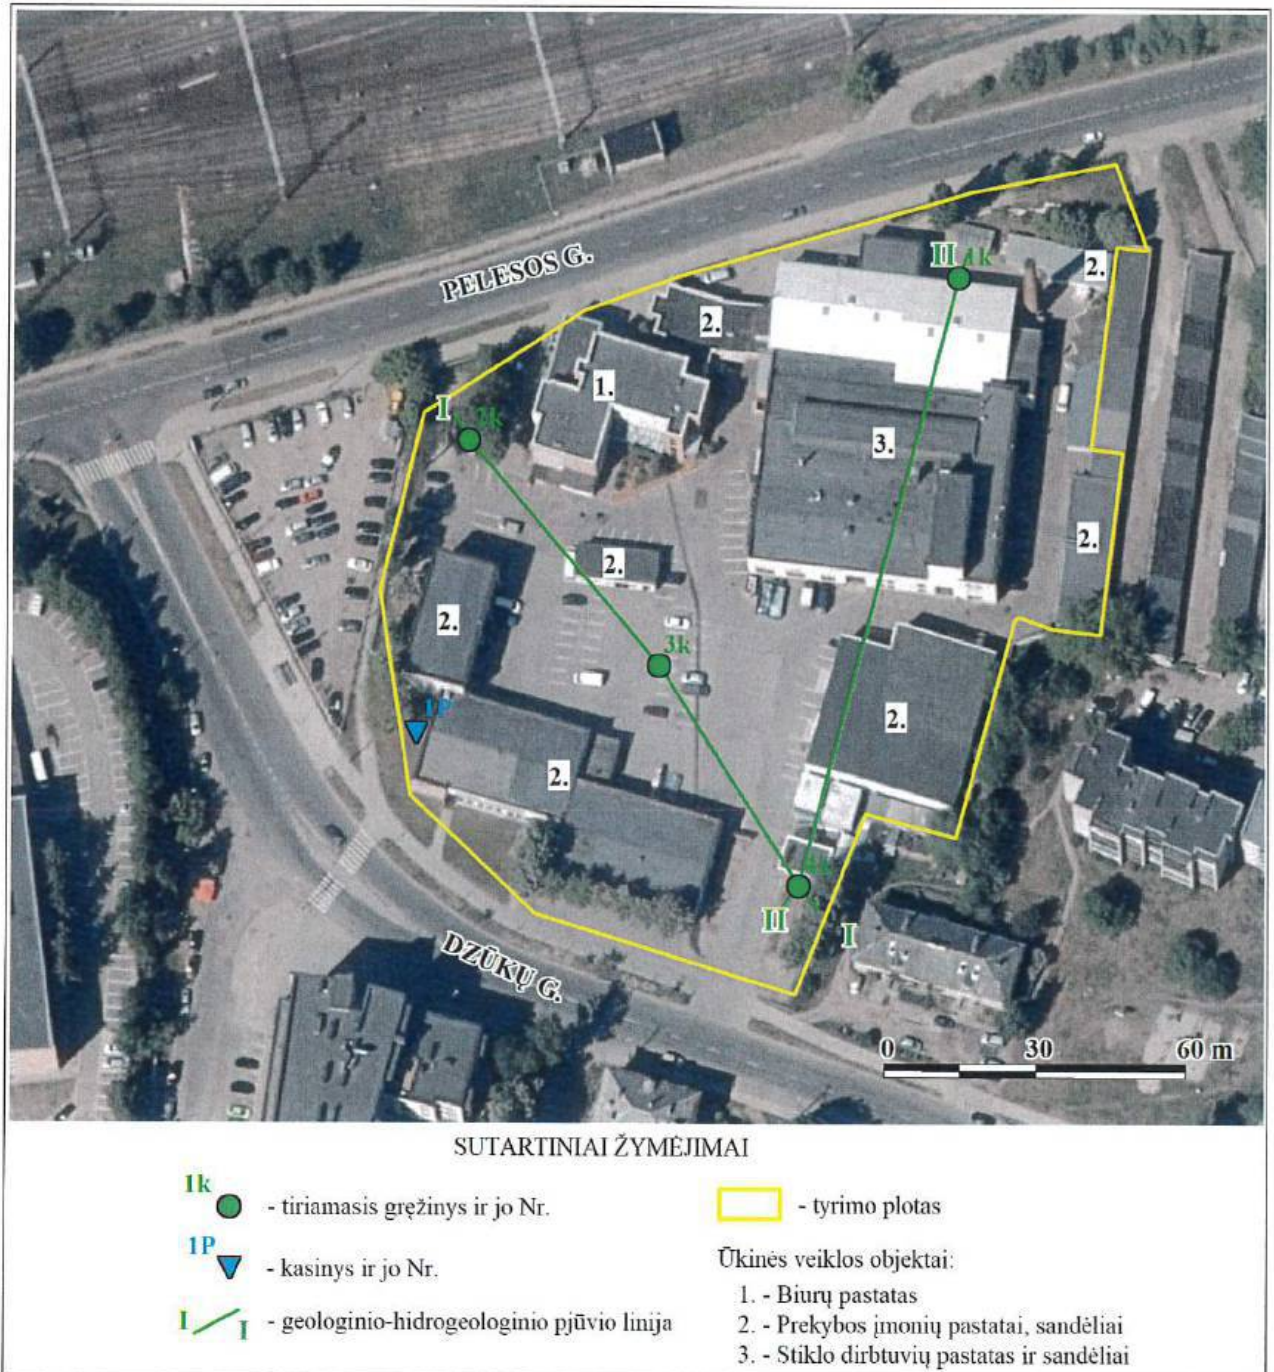 PELESOS G.
II
2.
2.
1.
I
3.
2.
2.
2.
3k
2.
1P
2.
II
I
DZŪKŲ G.
0 30 60 m
SUTARTINIAI ŽYMĖJIMAI
1k
- tiriamasis gręžinys ir jo Nr.
1P
- kasinys ir jo Nr.
I I - geologinio-hidrogeologinio pjūvio linija
- tyrimo plotas
Ūkinės veiklos objektai:
1. - Biurų pastatas
2. - Prekybos įmonių pastatai, sandėliai
3. - Stiklo dirbtuvių pastatas ir sandėliai